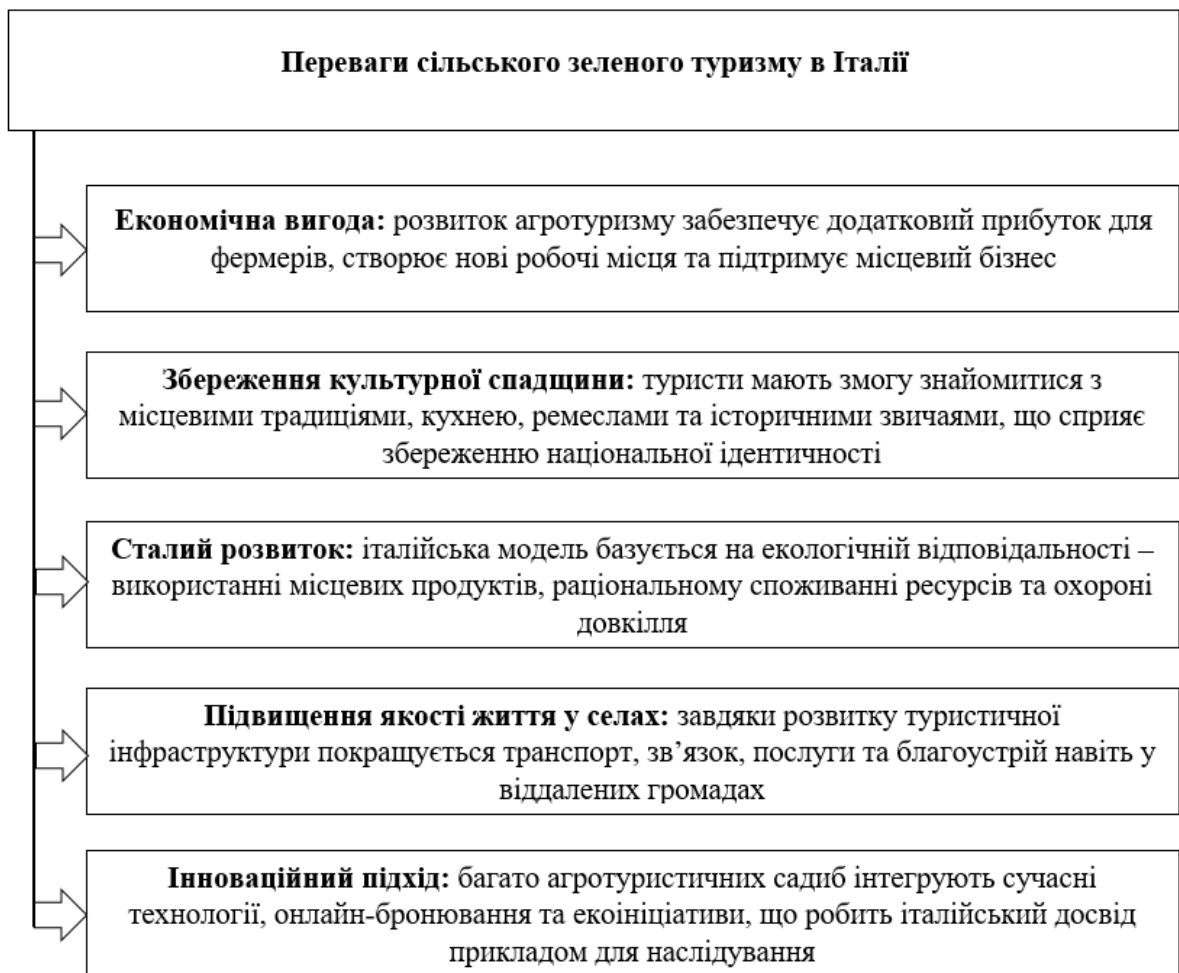 Переваги сільського зеленого туризму в Італії
Економічна вигода: розвиток агротуризму забезпечує додатковий прибуток для
фермерів, створює нові робочі місця та підтримує місцевий бізнес
Збереження культурної спадщини: туристи мають змогу знайомитися з
місцевими традиціями, кухнею, ремеслами та історичними звичаями, що сприяє
збереженню національної ідентичності
Сталий розвиток: італійська модель базується на екологічній відповідальності –
використанні місцевих продуктів, раціональному споживанні ресурсів та охороні
довкілля
Підвищення якості життя у селах: завдяки розвитку туристичної
інфраструктури покращується транспорт, зв’язок, послуги та благоустрій навіть у
віддалених громадах
Інноваційний підхід: багато агротуристичних садиб інтегрують сучасні
технології, онлайн-бронювання та екоініціативи, що робить італійський досвід
прикладом для наслідування